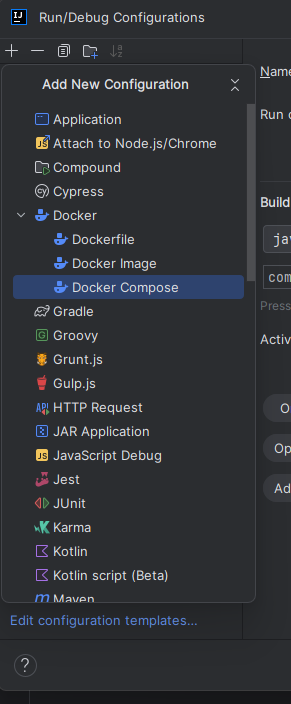 Run/Debug Configurations
Add New Configuration
Name
Application
Run o
Attach to Node.js/Chrome
Compound
Cypress
Build
Docker
Dockerfile
jav
Docker Image
com
Docker Compose
Press
Gradle
Groovy
Activ
Grunt.js
Gulp.js
HTTP Request
O
JAR Application
Op
JavaScript Debug
Jest
Ad
JUnit
Karma
Kotlin
Kotlin script (Beta)
Maven
Edit configuration templates...
?